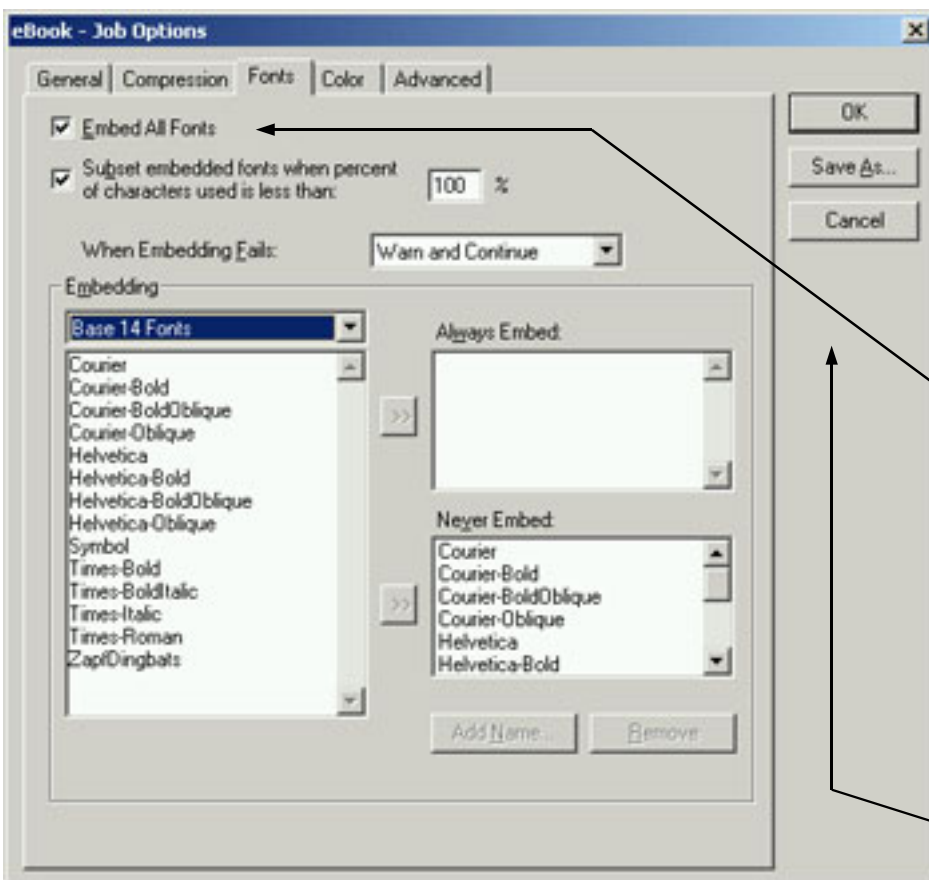 eBook - Job Options
General Compression Fonts Color Advanced
Embed All Fonts
OK
Subset embedded fonts when percent
of characters used is less than:
100 %
Save As...
Cancel
When Embedding Fails:
Warn and Continue
Embedding
Base 14 Fonts
Courier
Courier-Bold
Courier-BoldOblique
Courier-Oblique
Helvetica
Helvetica-Bold
Helvetica-BoldOblique
Helvetica-Oblique
Symbol
Times-Bold
Times-BoldItalic
Times-Italic
Times-Roman
ZapfDingbats
>>
>>
Always Embed:
Never Embed:
Courier
Courier-Bold
Courier-BoldOblique
Courier-Oblique
Helvetica
Helvetica-Bold
Add Name...
Remove